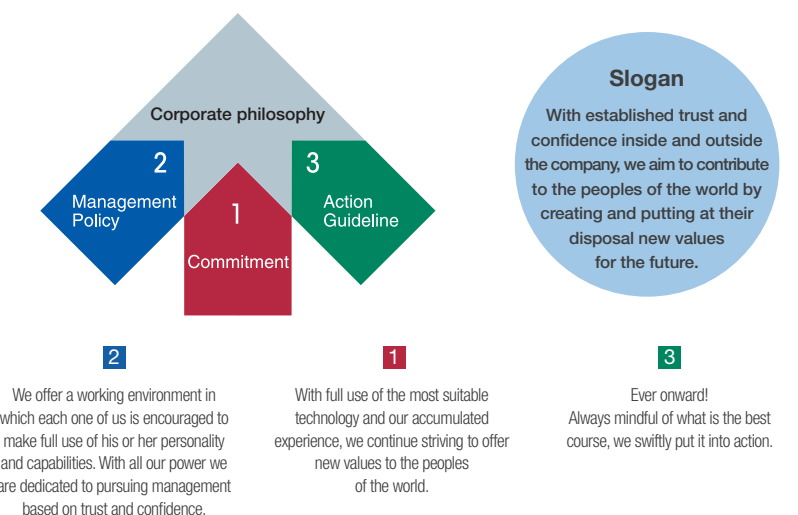 Corporate philosophy
2
Management
Policy
1
Commitment
3
Action
Guideline
Slogan
With established trust and
confidence inside and outside
the company, we aim to contribute
to the peoples of the world by
creating and putting at their
disposal new values
for the future.
2
We offer a working environment in
which each one of us is encouraged to
make full use of his or her personality
and capabilities. With all our power we
are dedicated to pursuing management
based on trust and confidence.
1
With full use of the most suitable
technology and our accumulated
experience, we continue striving to offer
new values to the peoples
of the world.
3
Ever onward!
Always mindful of what is the best
course, we swiftly put it into action.